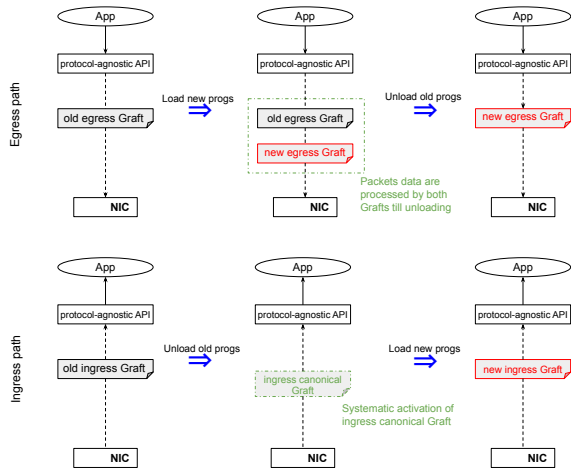 Egress path
App
protocol-agnostic API
old egress Graft
NIC
Load new progs
⇒
App
protocol-agnostic API
old egress Graft
new egress Graft
Packets data are
processed by both
Grafts till unloading
NIC
Unload old progs
⇒
App
protocol-agnostic API
new egress Graft
NIC
Ingress path
App
protocol-agnostic API
old ingress Graft
NIC
Unload old progs
⇒
App
protocol-agnostic API
ingress canonical
Graft
Systematic activation of
ingress canonical Graft
NIC
Load new progs
⇒
App
protocol-agnostic API
new ingress Graft
NIC